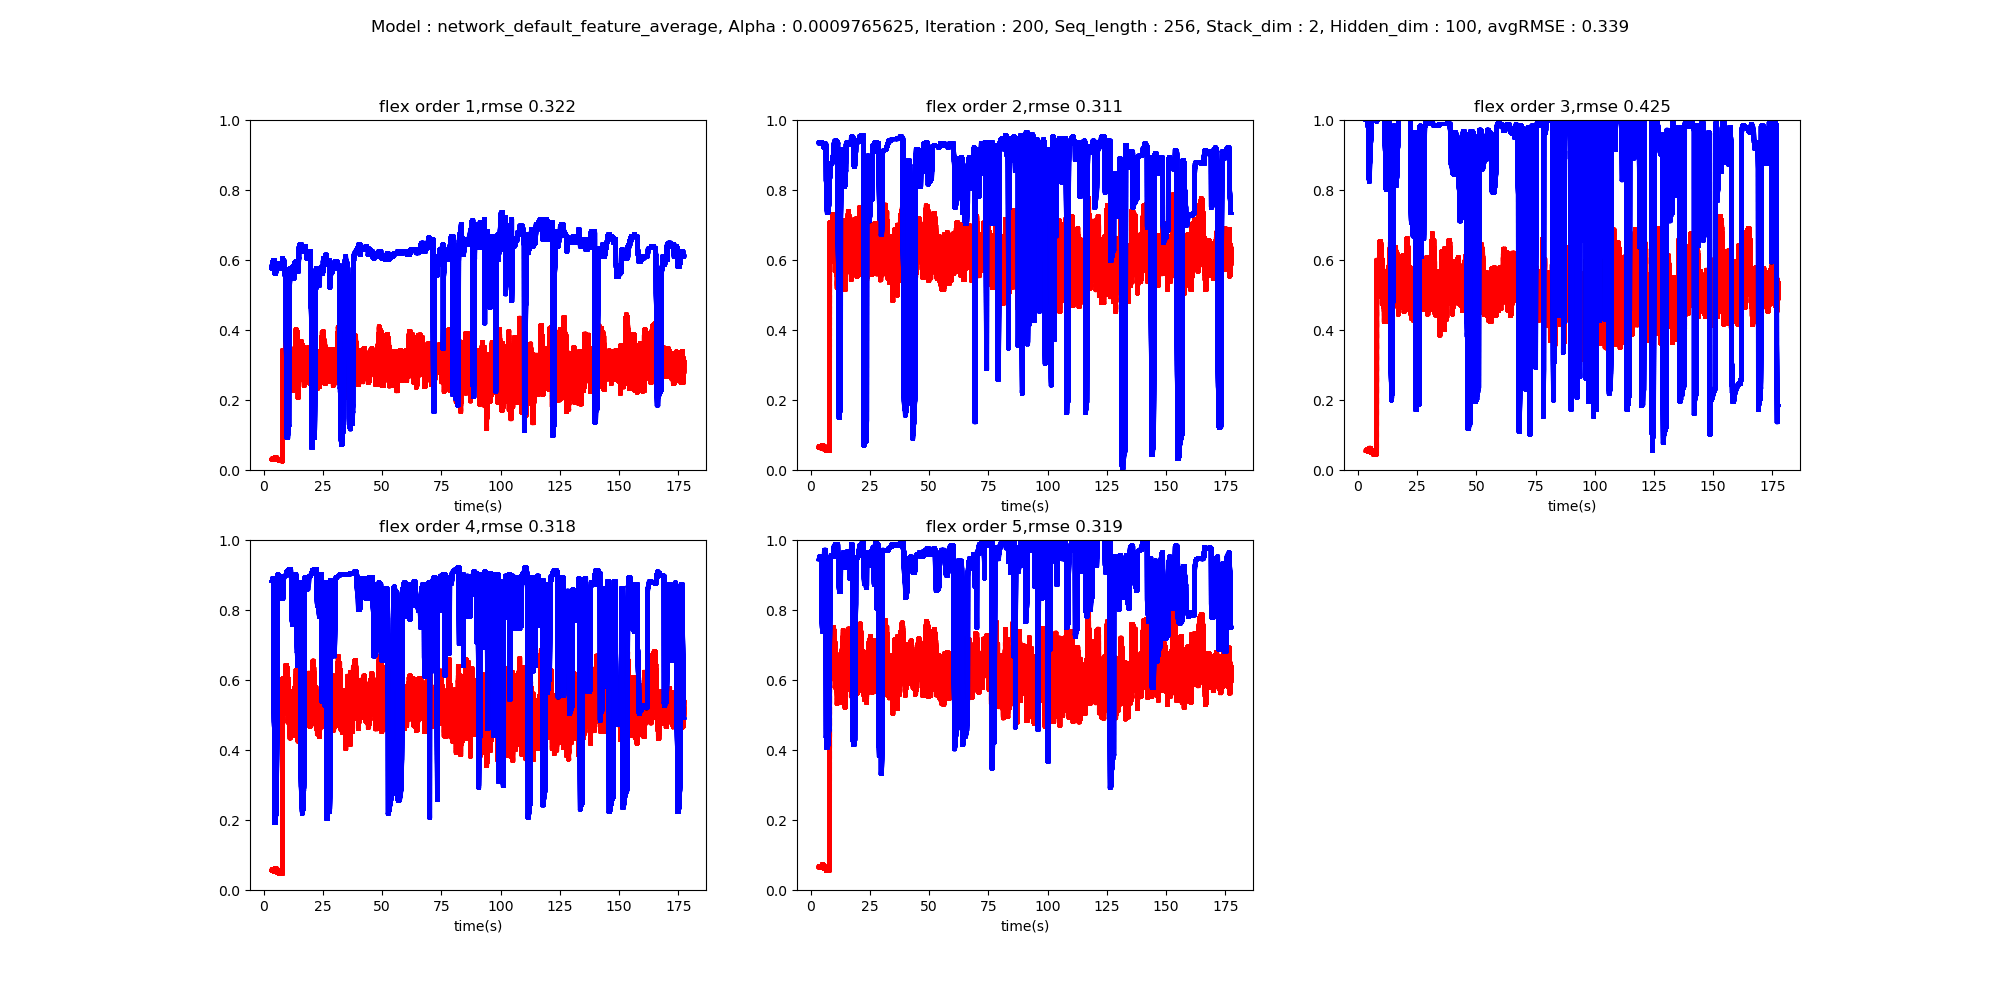 Model : network_default_feature_average, Alpha : 0.0009765625, Iteration : 200, Seq_length : 256, Stack_dim : 2, Hidden_dim : 100, avgRMSE : 0.339
flex order 1,rmse 0.322
1.0
0.8
0.6
0.4
0.2
0.0
0 25 50 75 100 125 150 175
time(s)
flex order 2,rmse 0.311
1.0
0.8
0.6
0.4
0.2
0.0
0 25 50 75 100 125 150 175
time(s)
flex order 3,rmse 0.425
1.0
0.8
0.6
0.4
0.2
0.0
0 25 50 75 100 125 150 175
time(s)
flex order 4,rmse 0.318
1.0
0.8
0.6
0.4
0.2
0.0
0 25 50 75 100 125 150 175
time(s)
flex order 5,rmse 0.319
1.0
0.8
0.6
0.4
0.2
0.0
0 25 50 75 100 125 150 175
time(s)